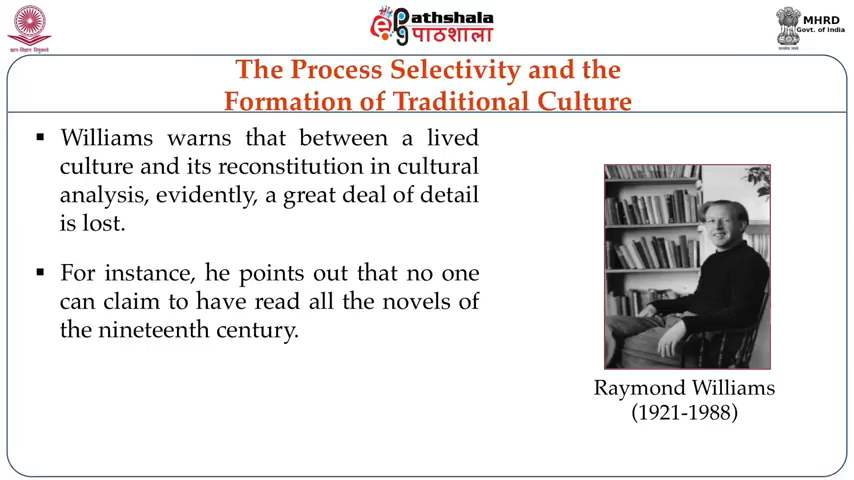 ePathshala
पाठशाला
MHRD
Govt. of India
The Process Selectivity and the
Formation of Traditional Culture
▪ Williams warns that between a lived
culture and its reconstitution in cultural
analysis, evidently, a great deal of detail
is lost.
▪ For instance, he points out that no one
can claim to have read all the novels of
the nineteenth century.
Raymond Williams
(1921-1988)